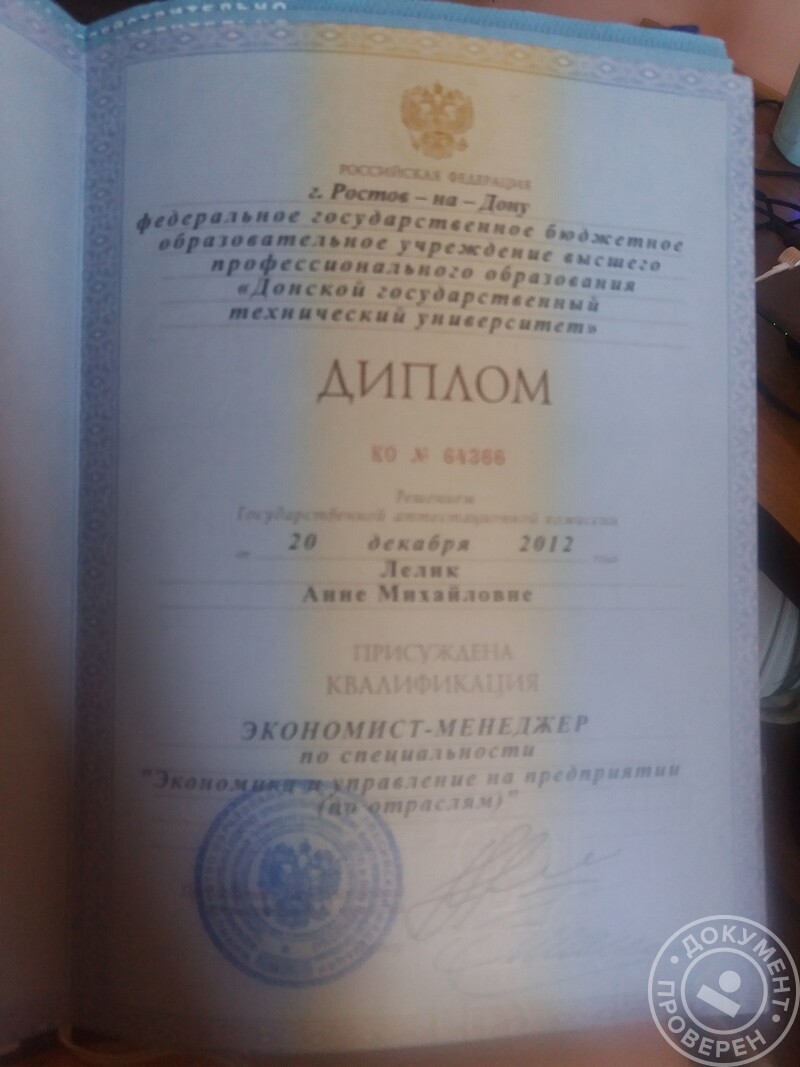 РОССИЙСКАЯ ФЕДЕРАЦИЯ
г. Ростов – на – Дону
федеральное государственное бюджетное
образовательное учреждение высшего
профессионального образования
«Донской государственный
технический университет»
ДИПЛОМ
КО № 64366
Решением
Государственной аттестационной комиссии
от 20 декабря 2012 года
Лелик
Анне Михайловне
ПРИСУЖДЕНА
КВАЛИФИКАЦИЯ
ЭКОНОМИСТ-МЕНЕДЖЕР
по специальности
"Экономика и управление на предприятии
(по отраслям)"
ДОКУМЕНТ
ПРОВЕРЕН